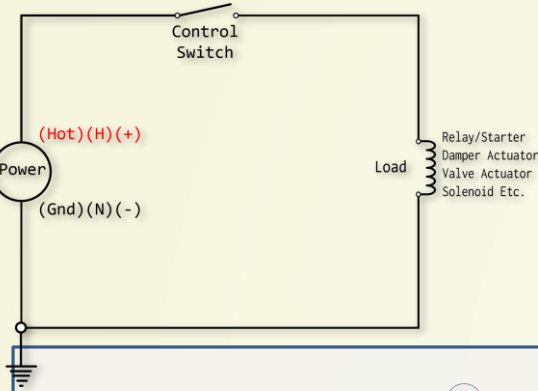 Control
Switch
(Hot)(H)(+)
Power
(Gnd)(N)(-)
Load
Relay/Starter
Damper Actuator
Valve Actuator
Solenoid Etc.